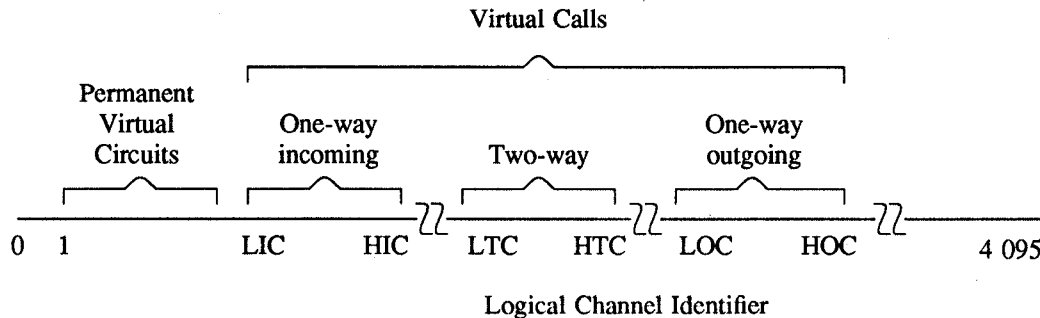 Virtual Calls
Permanent
Virtual
Circuits
One-way
incoming
Two-way
One-way
outgoing
0 1 LIC HIC LTC HTC LOC HOC 4 095
Logical Channel Identifier